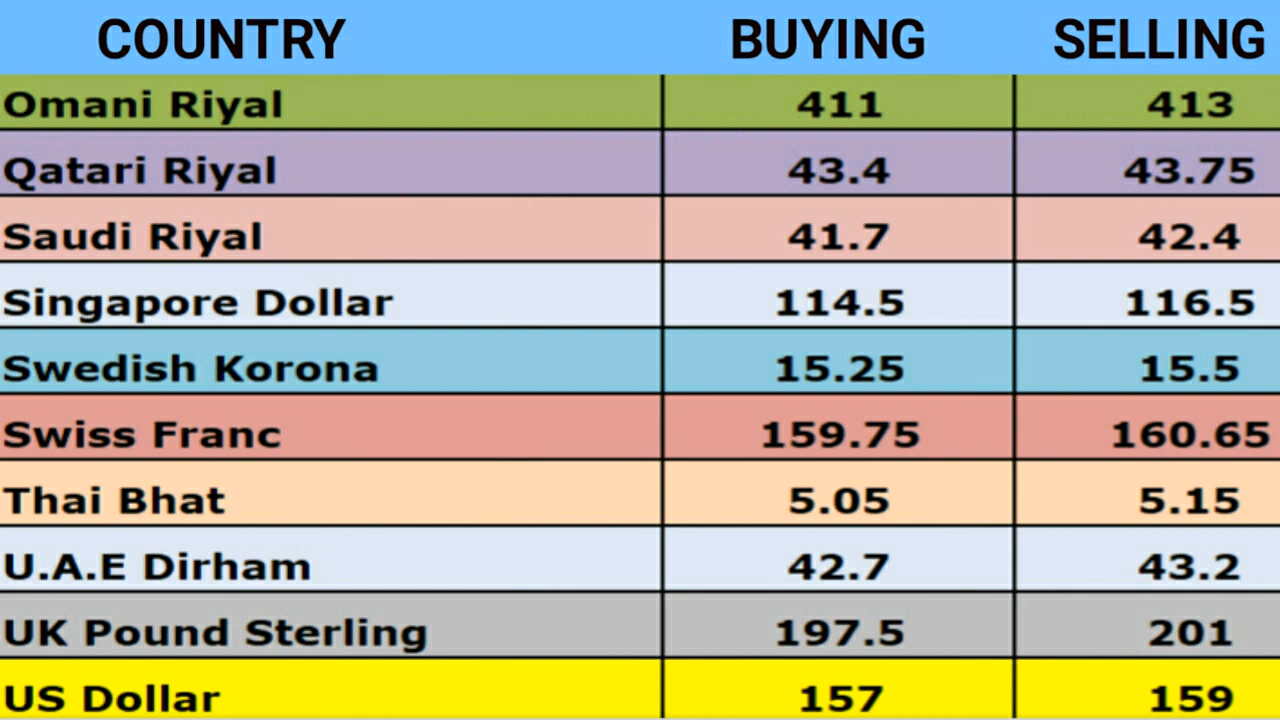 COUNTRY BUYING SELLING
Omani Riyal 411 413
Qatari Riyal 43.4 43.75
Saudi Riyal 41.7 42.4
Singapore Dollar 114.5 116.5
Swedish Korona 15.25 15.5
Swiss Franc 159.75 160.65
Thai Bhat 5.05 5.15
U.A.E Dirham 42.7 43.2
UK Pound Sterling 197.5 201
US Dollar 157 159